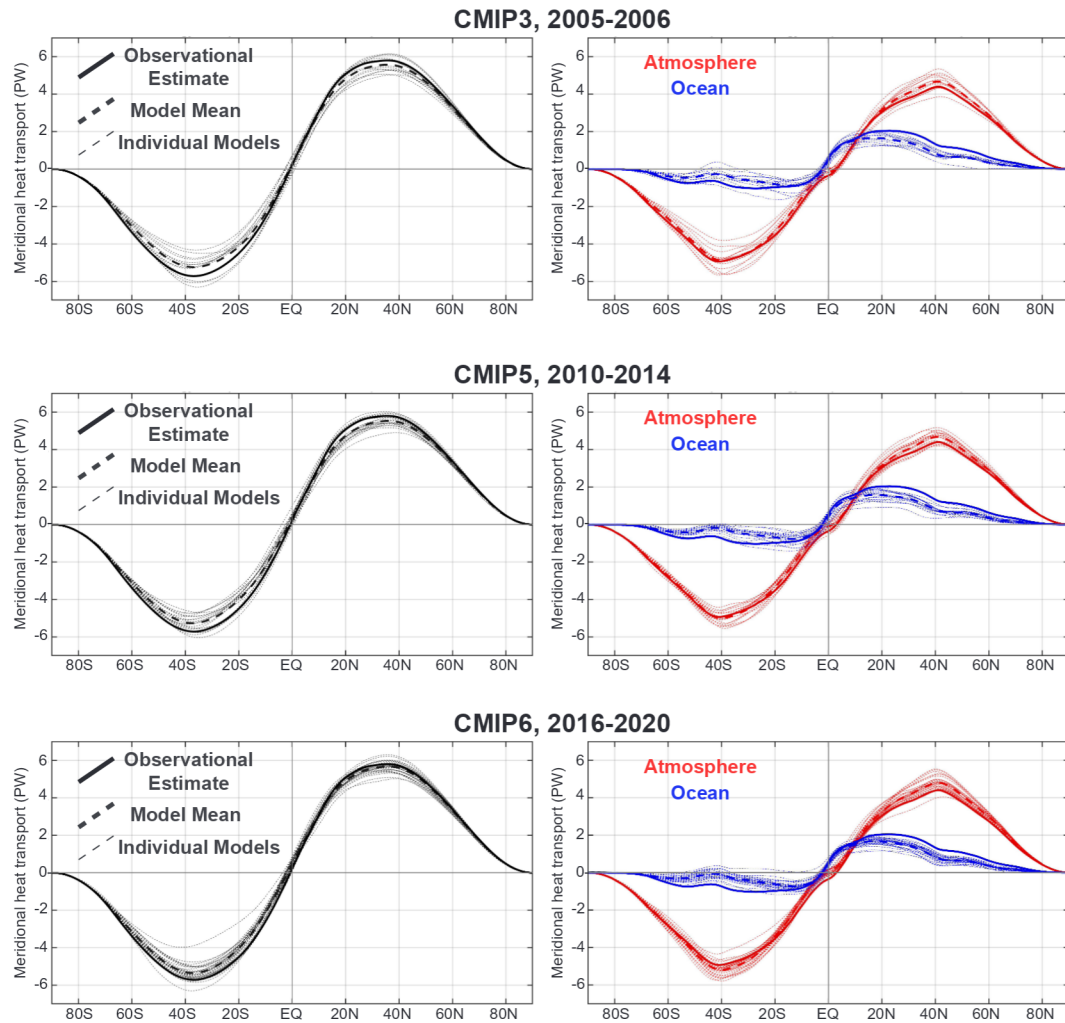 CMIP3, 2005-2006
Meridional heat transport (PW)
6
4
2
0
-2
-4
-6
Observational
Estimate
Model Mean
Individual Models
80S 60S 40S 20S EQ 20N 40N 60N 80N
Meridional heat transport (PW)
6
4
2
0
-2
-4
-6
Atmosphere
Ocean
80S 60S 40S 20S EQ 20N 40N 60N 80N
CMIP5, 2010-2014
Meridional heat transport (PW)
6
4
2
0
-2
-4
-6
Observational
Estimate
Model Mean
Individual Models
80S 60S 40S 20S EQ 20N 40N 60N 80N
Meridional heat transport (PW)
6
4
2
0
-2
-4
-6
Atmosphere
Ocean
80S 60S 40S 20S EQ 20N 40N 60N 80N
CMIP6, 2016-2020
Meridional heat transport (PW)
6
4
2
0
-2
-4
-6
Observational
Estimate
Model Mean
Individual Models
80S 60S 40S 20S EQ 20N 40N 60N 80N
Meridional heat transport (PW)
6
4
2
0
-2
-4
-6
Atmosphere
Ocean
80S 60S 40S 20S EQ 20N 40N 60N 80N